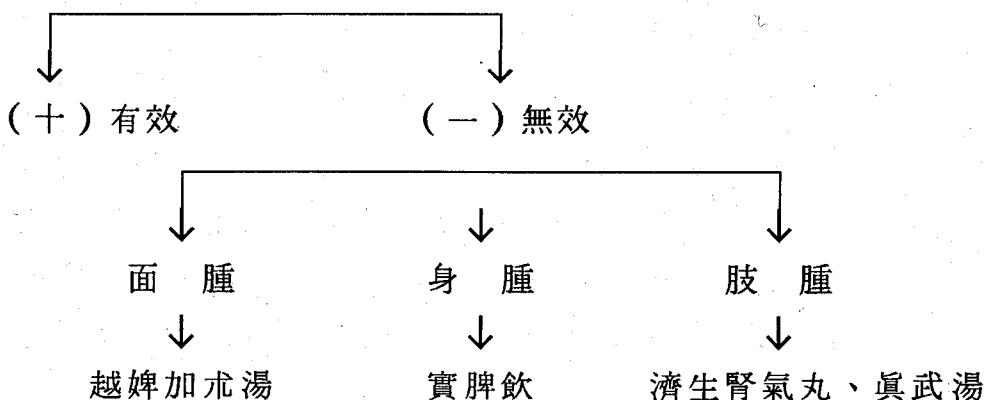 （十）有效　（一）無效
面　腫　身　腫　肢　腫
越婢加朮湯　實脾飲　濟生腎氣丸、眞武湯